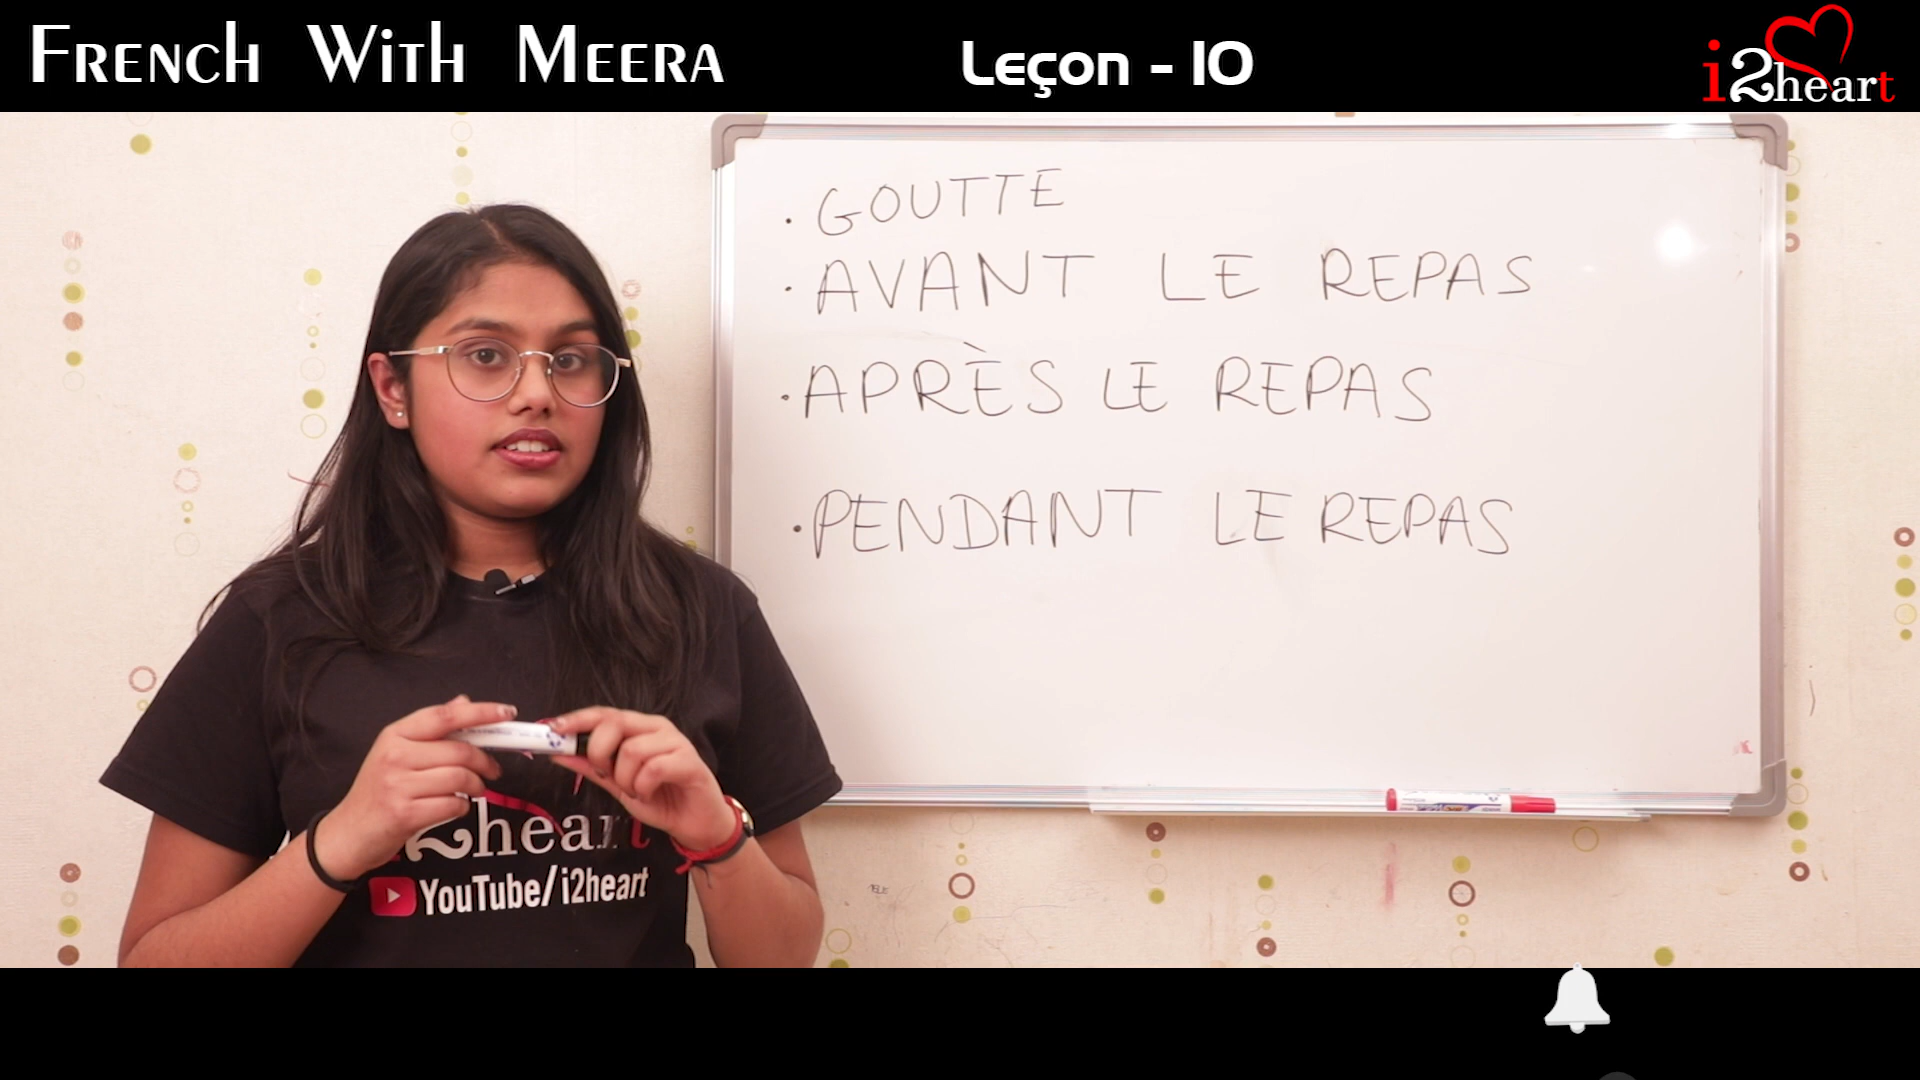 French With Meera
Leçon - 10
i2heart
. GOUTTE
. AVANT LE REPAS
. APRÈS LE REPAS
. PENDANT LE REPAS
i2heart
YouTube/i2heart